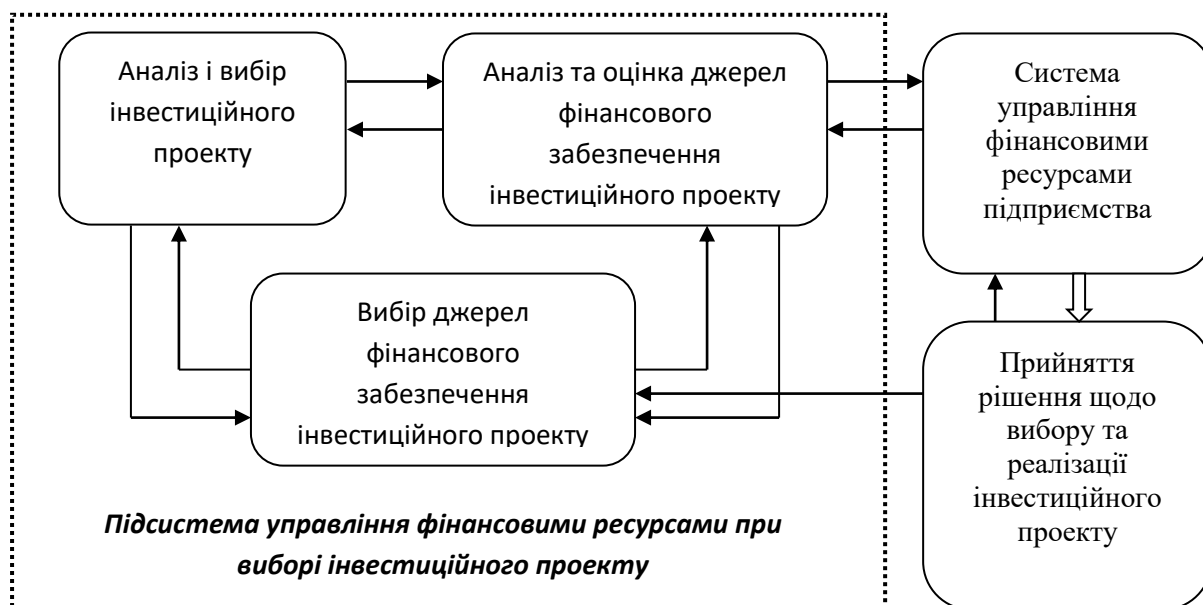 Аналіз і вибір
інвестиційного
проекту
Аналіз та оцінка джерел
фінансового
забезпечення
інвестиційного проекту
Система
управління
фінансовими
ресурсами
підприємства
Вибір джерел
фінансового
забезпечення
інвестиційного проекту
Прийняття
рішення щодо
вибору та
реалізації
інвестиційного
проекту
Підсистема управління фінансовими ресурсами при
виборі інвестиційного проекту